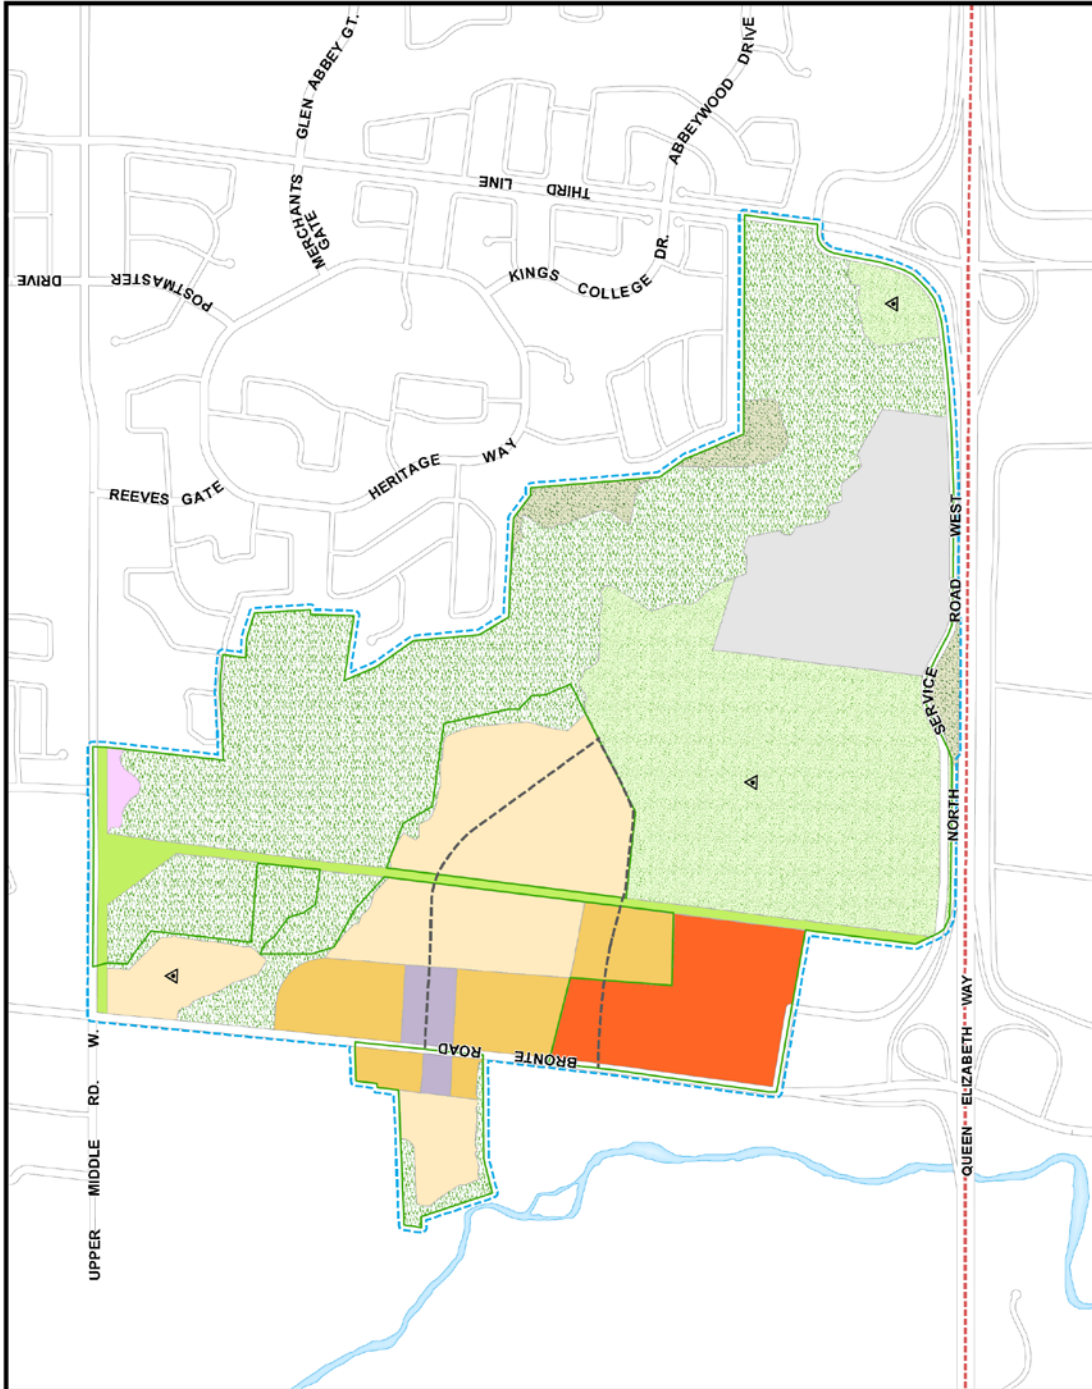 GLEN ABBEY GT.
ABBEYWOOD DRIVE
MERCHANTS
GATE
THIRD LINE
DRIVE
POSTMASTER
KINGS COLLEGE DR.
REEVES GATE
HERITAGE WAY
SERVICE ROAD WEST
NORTH
BRONTE ROAD
UPPER MIDDLE RD. W.
QUEEN ELIZABETH WAY